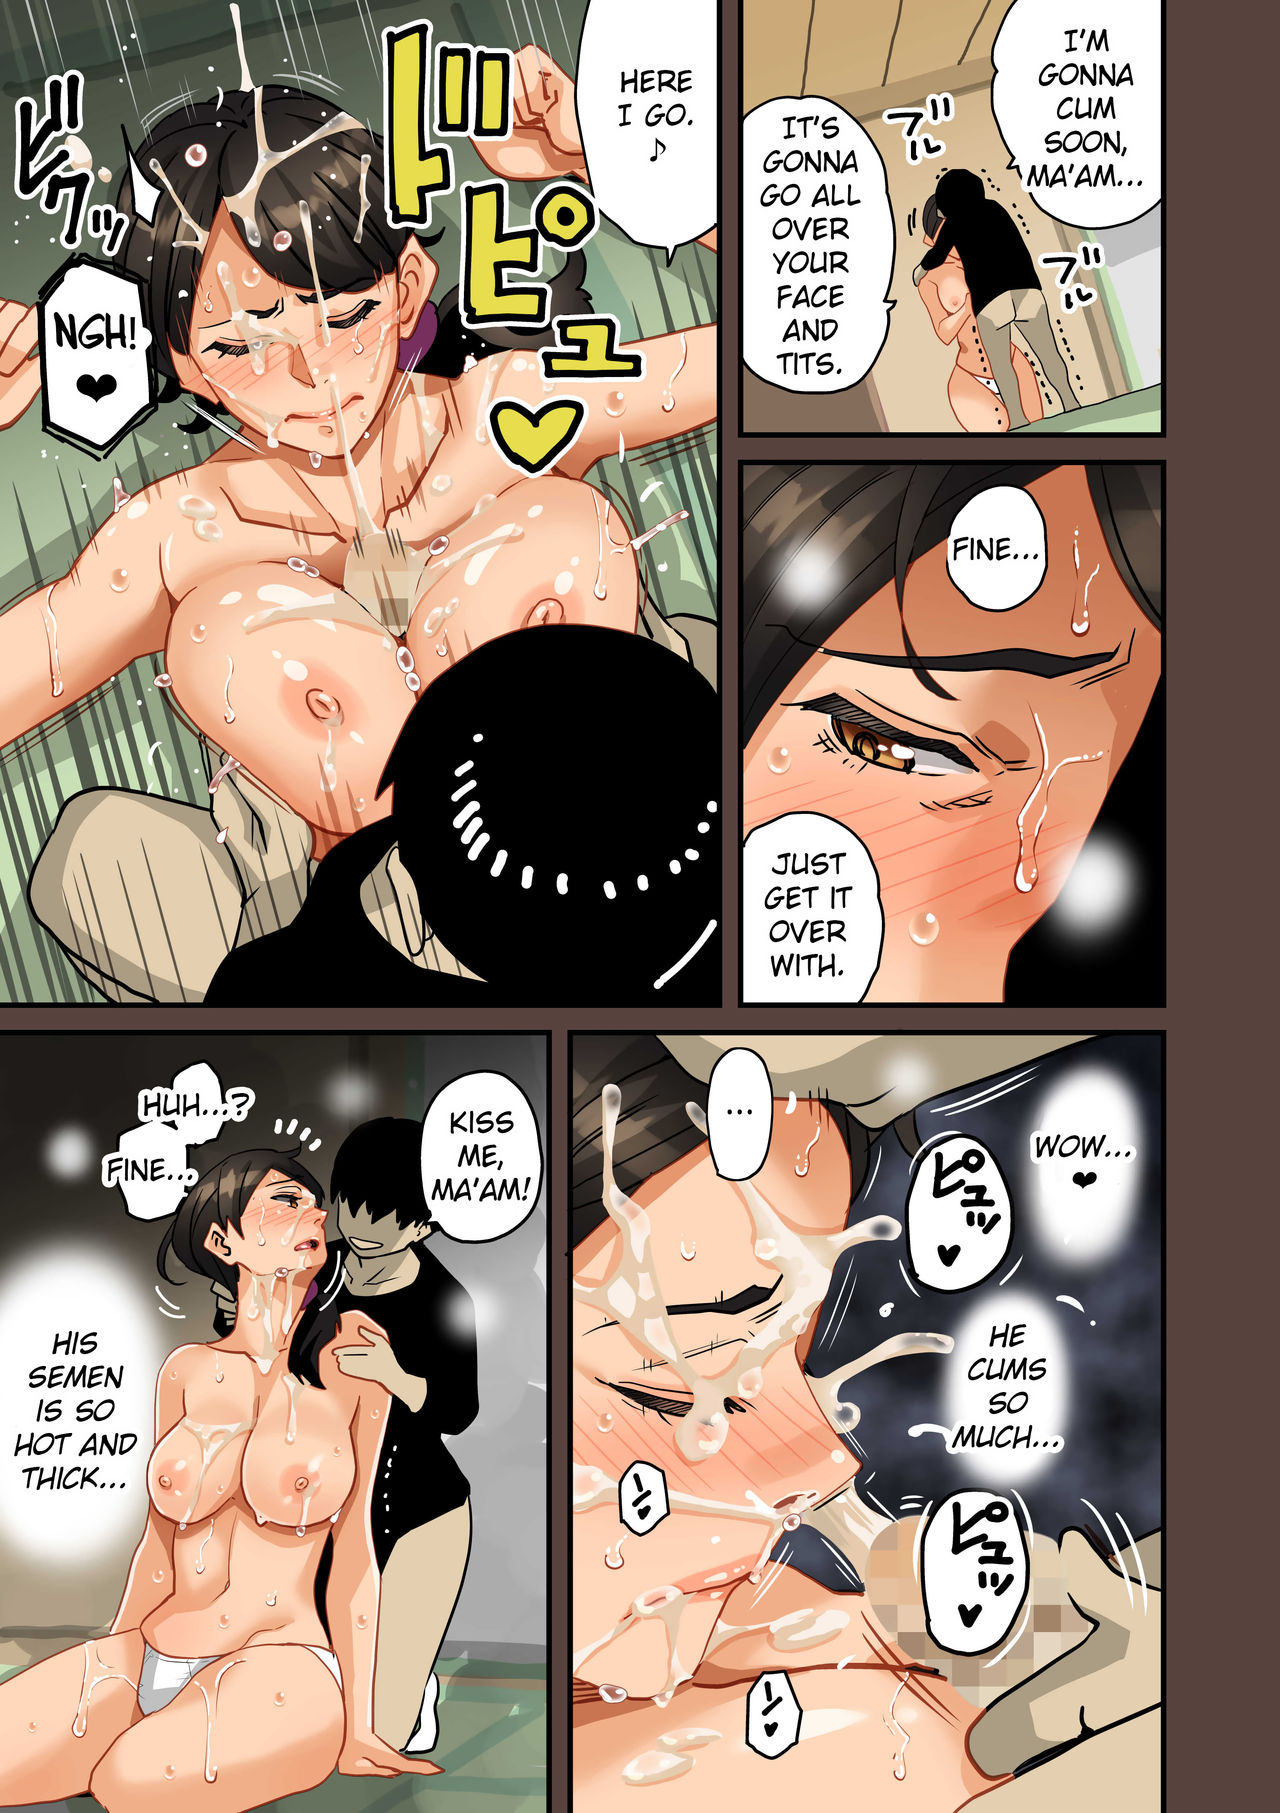 I'M
GONNA
CUM
SOON,
MA'AM...
IT'S
GONNA
GO ALL
OVER
YOUR
FACE
AND
TITS.
ブル
ブル
FINE...
JUST
GET IT
OVER
WITH.
HERE
I GO.
♪
ドピュ♥
ビクッ
NGH!
♥
WOW...
♥
HE
CUMS
SO
MUCH...
...
ピュッ♥
ピュッ♥
KISS
ME,
MA'AM!
HUH...?
FINE...
HIS
SEMEN
IS SO
HOT AND
THICK...